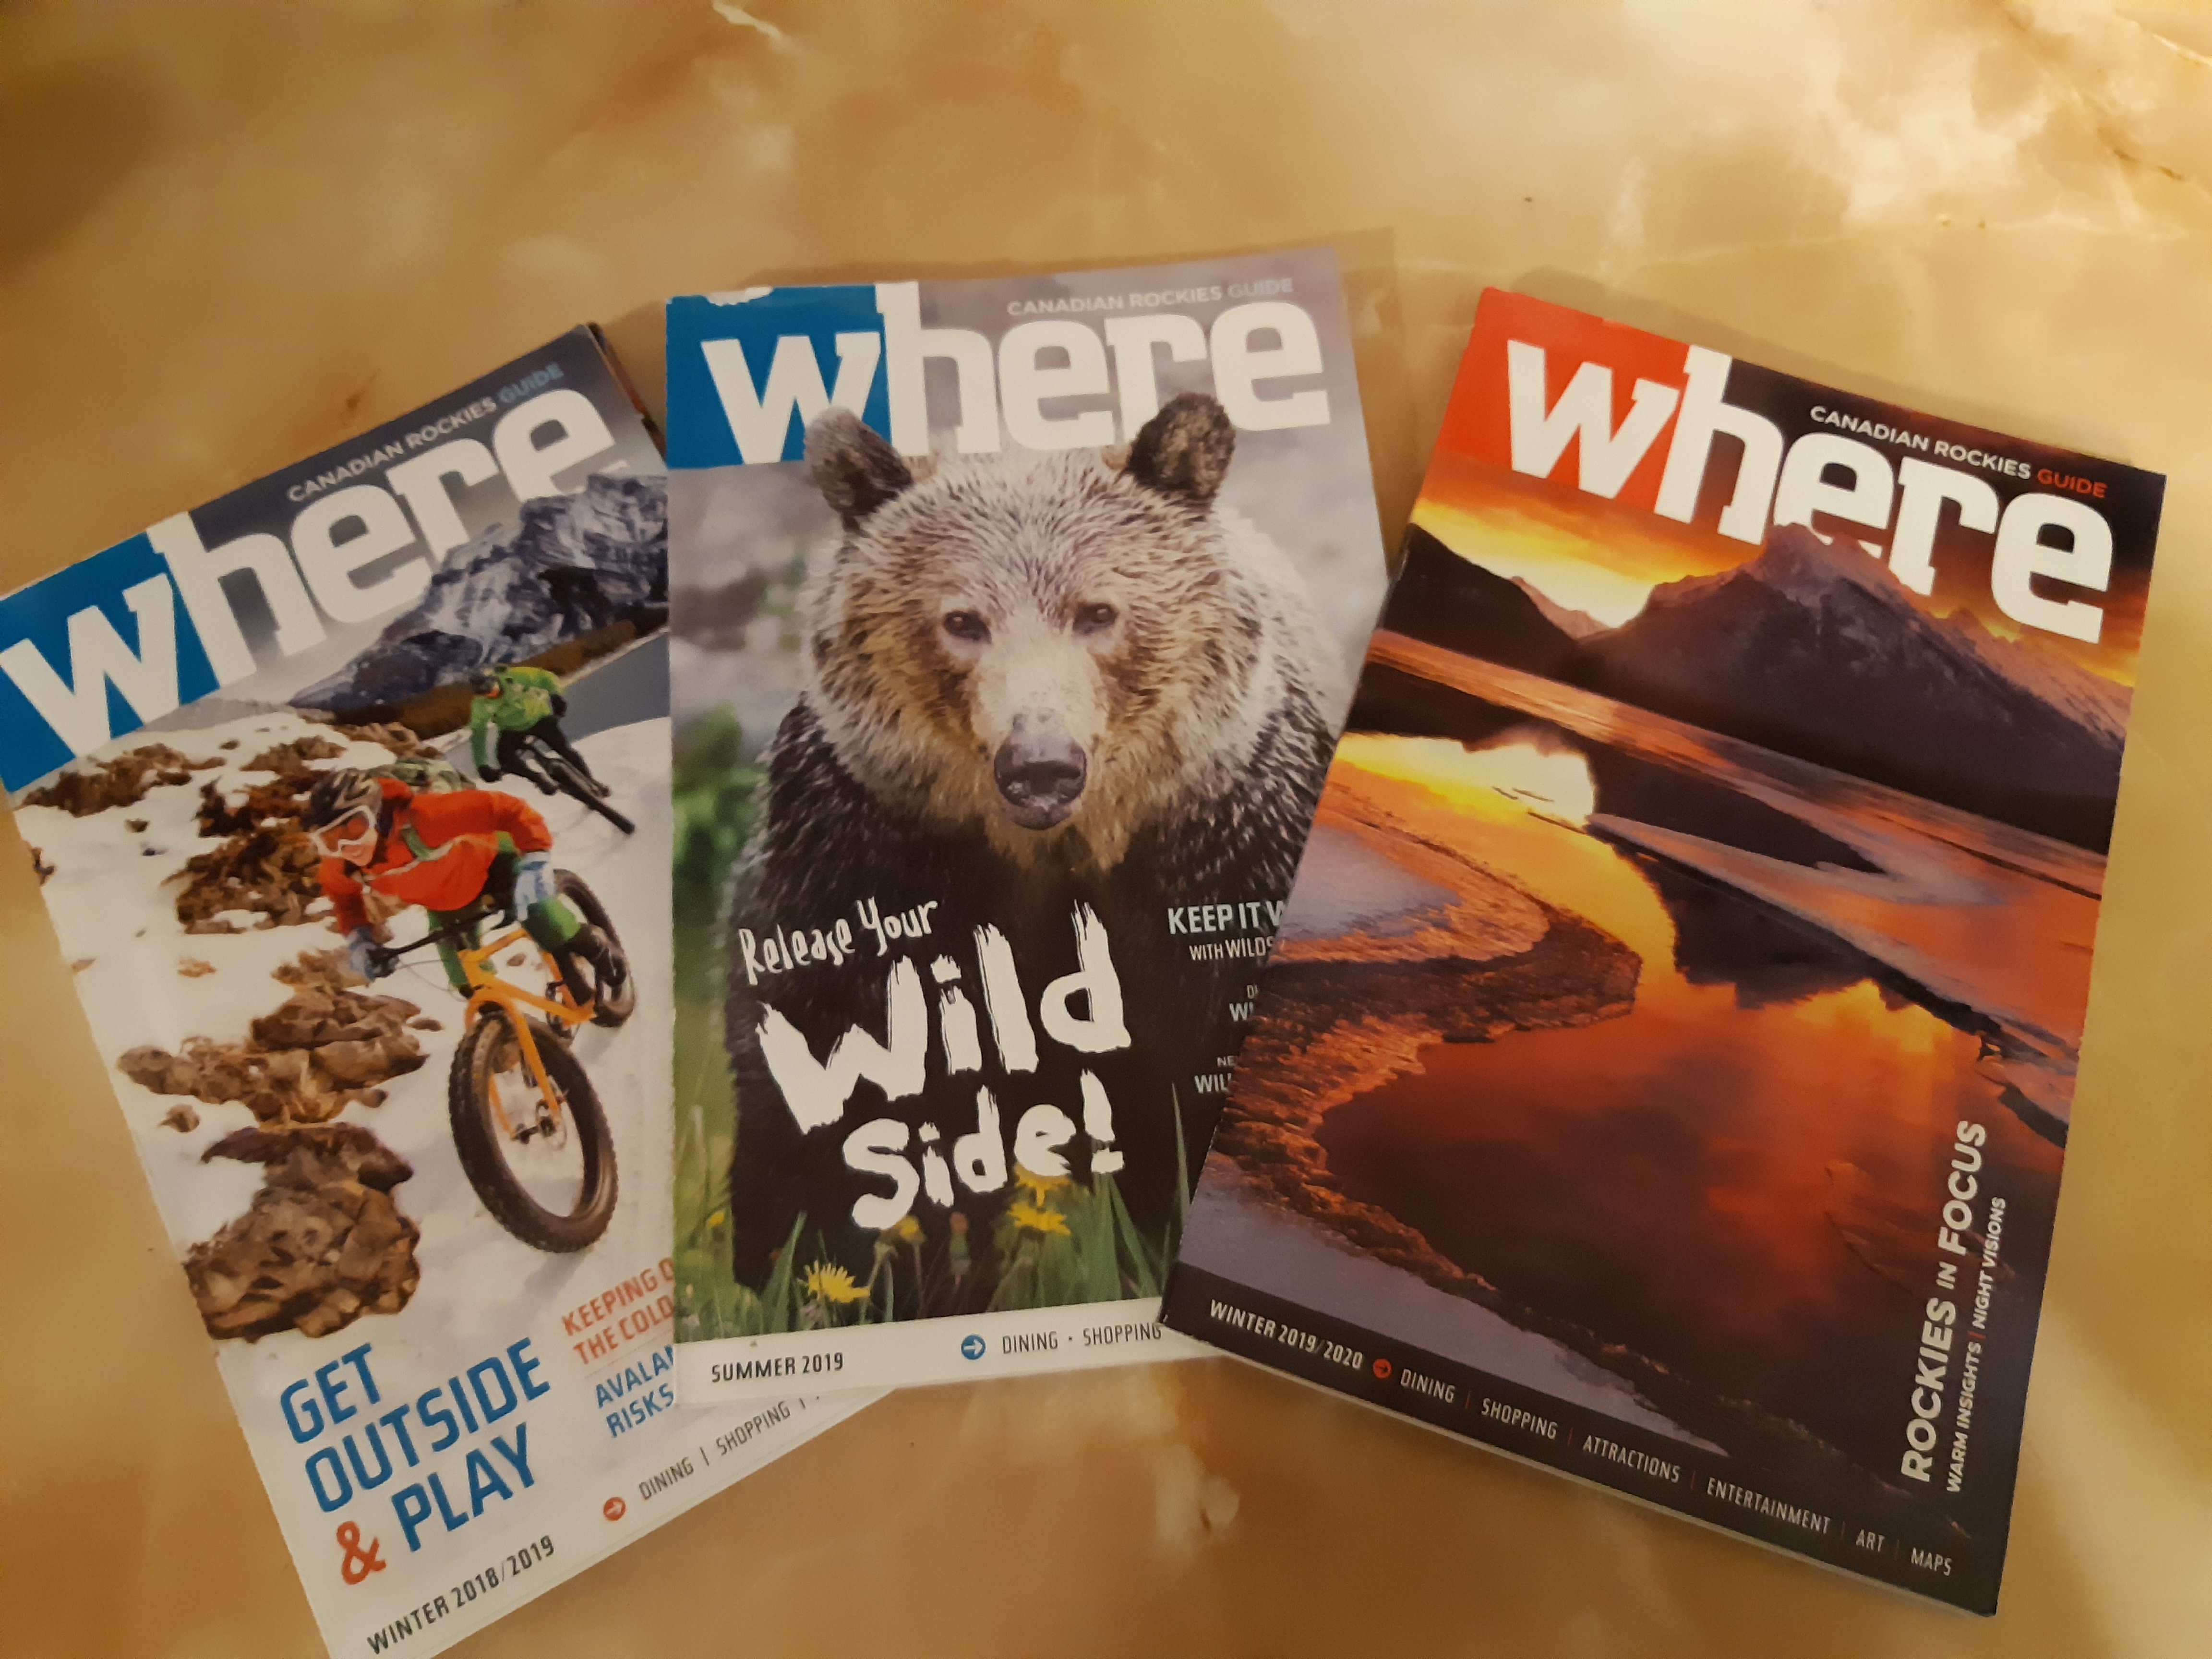 CANADIAN ROCKIES GUIDE
where
GET
OUTSIDE
& PLAY
KEEPING
THE COLD
RISKS
WINTER 2018/2019
DINING | SHOPPING |
CANADIAN ROCKIES GUIDE
where
Release Your
Wild
Side!
KEEP IT
WITH
SUMMER 2019
DINING • SHOPPING
CANADIAN ROCKIES GUIDE
where
ROCKIES IN FOCUS
WARM INSIGHTS | NIGHT VISIONS
WINTER 2019/2020 DINING | SHOPPING | ATTRACTIONS | ENTERTAINMENT | ART | MAPS